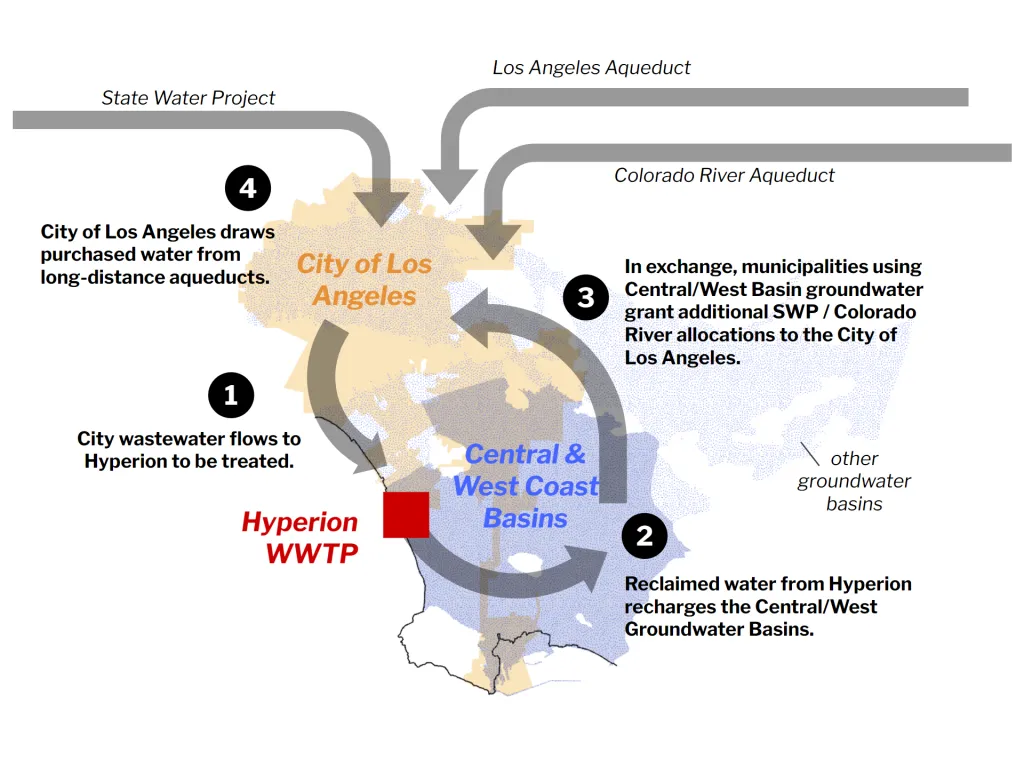 Los Angeles Aqueduct
State Water Project
Colorado River Aqueduct
4
City of Los Angeles draws
purchased water from
long-distance aqueducts.
City of Los
Angeles
3
In exchange, municipalities using
Central/West Basin groundwater
grant additional SWP / Colorado
River allocations to the City of
Los Angeles.
1
City wastewater flows to
Hyperion to be treated.
Central &
West Coast
Basins
other
groundwater
basins
Hyperion
WWTP
2
Reclaimed water from Hyperion
recharges the Central/West
Groundwater Basins.